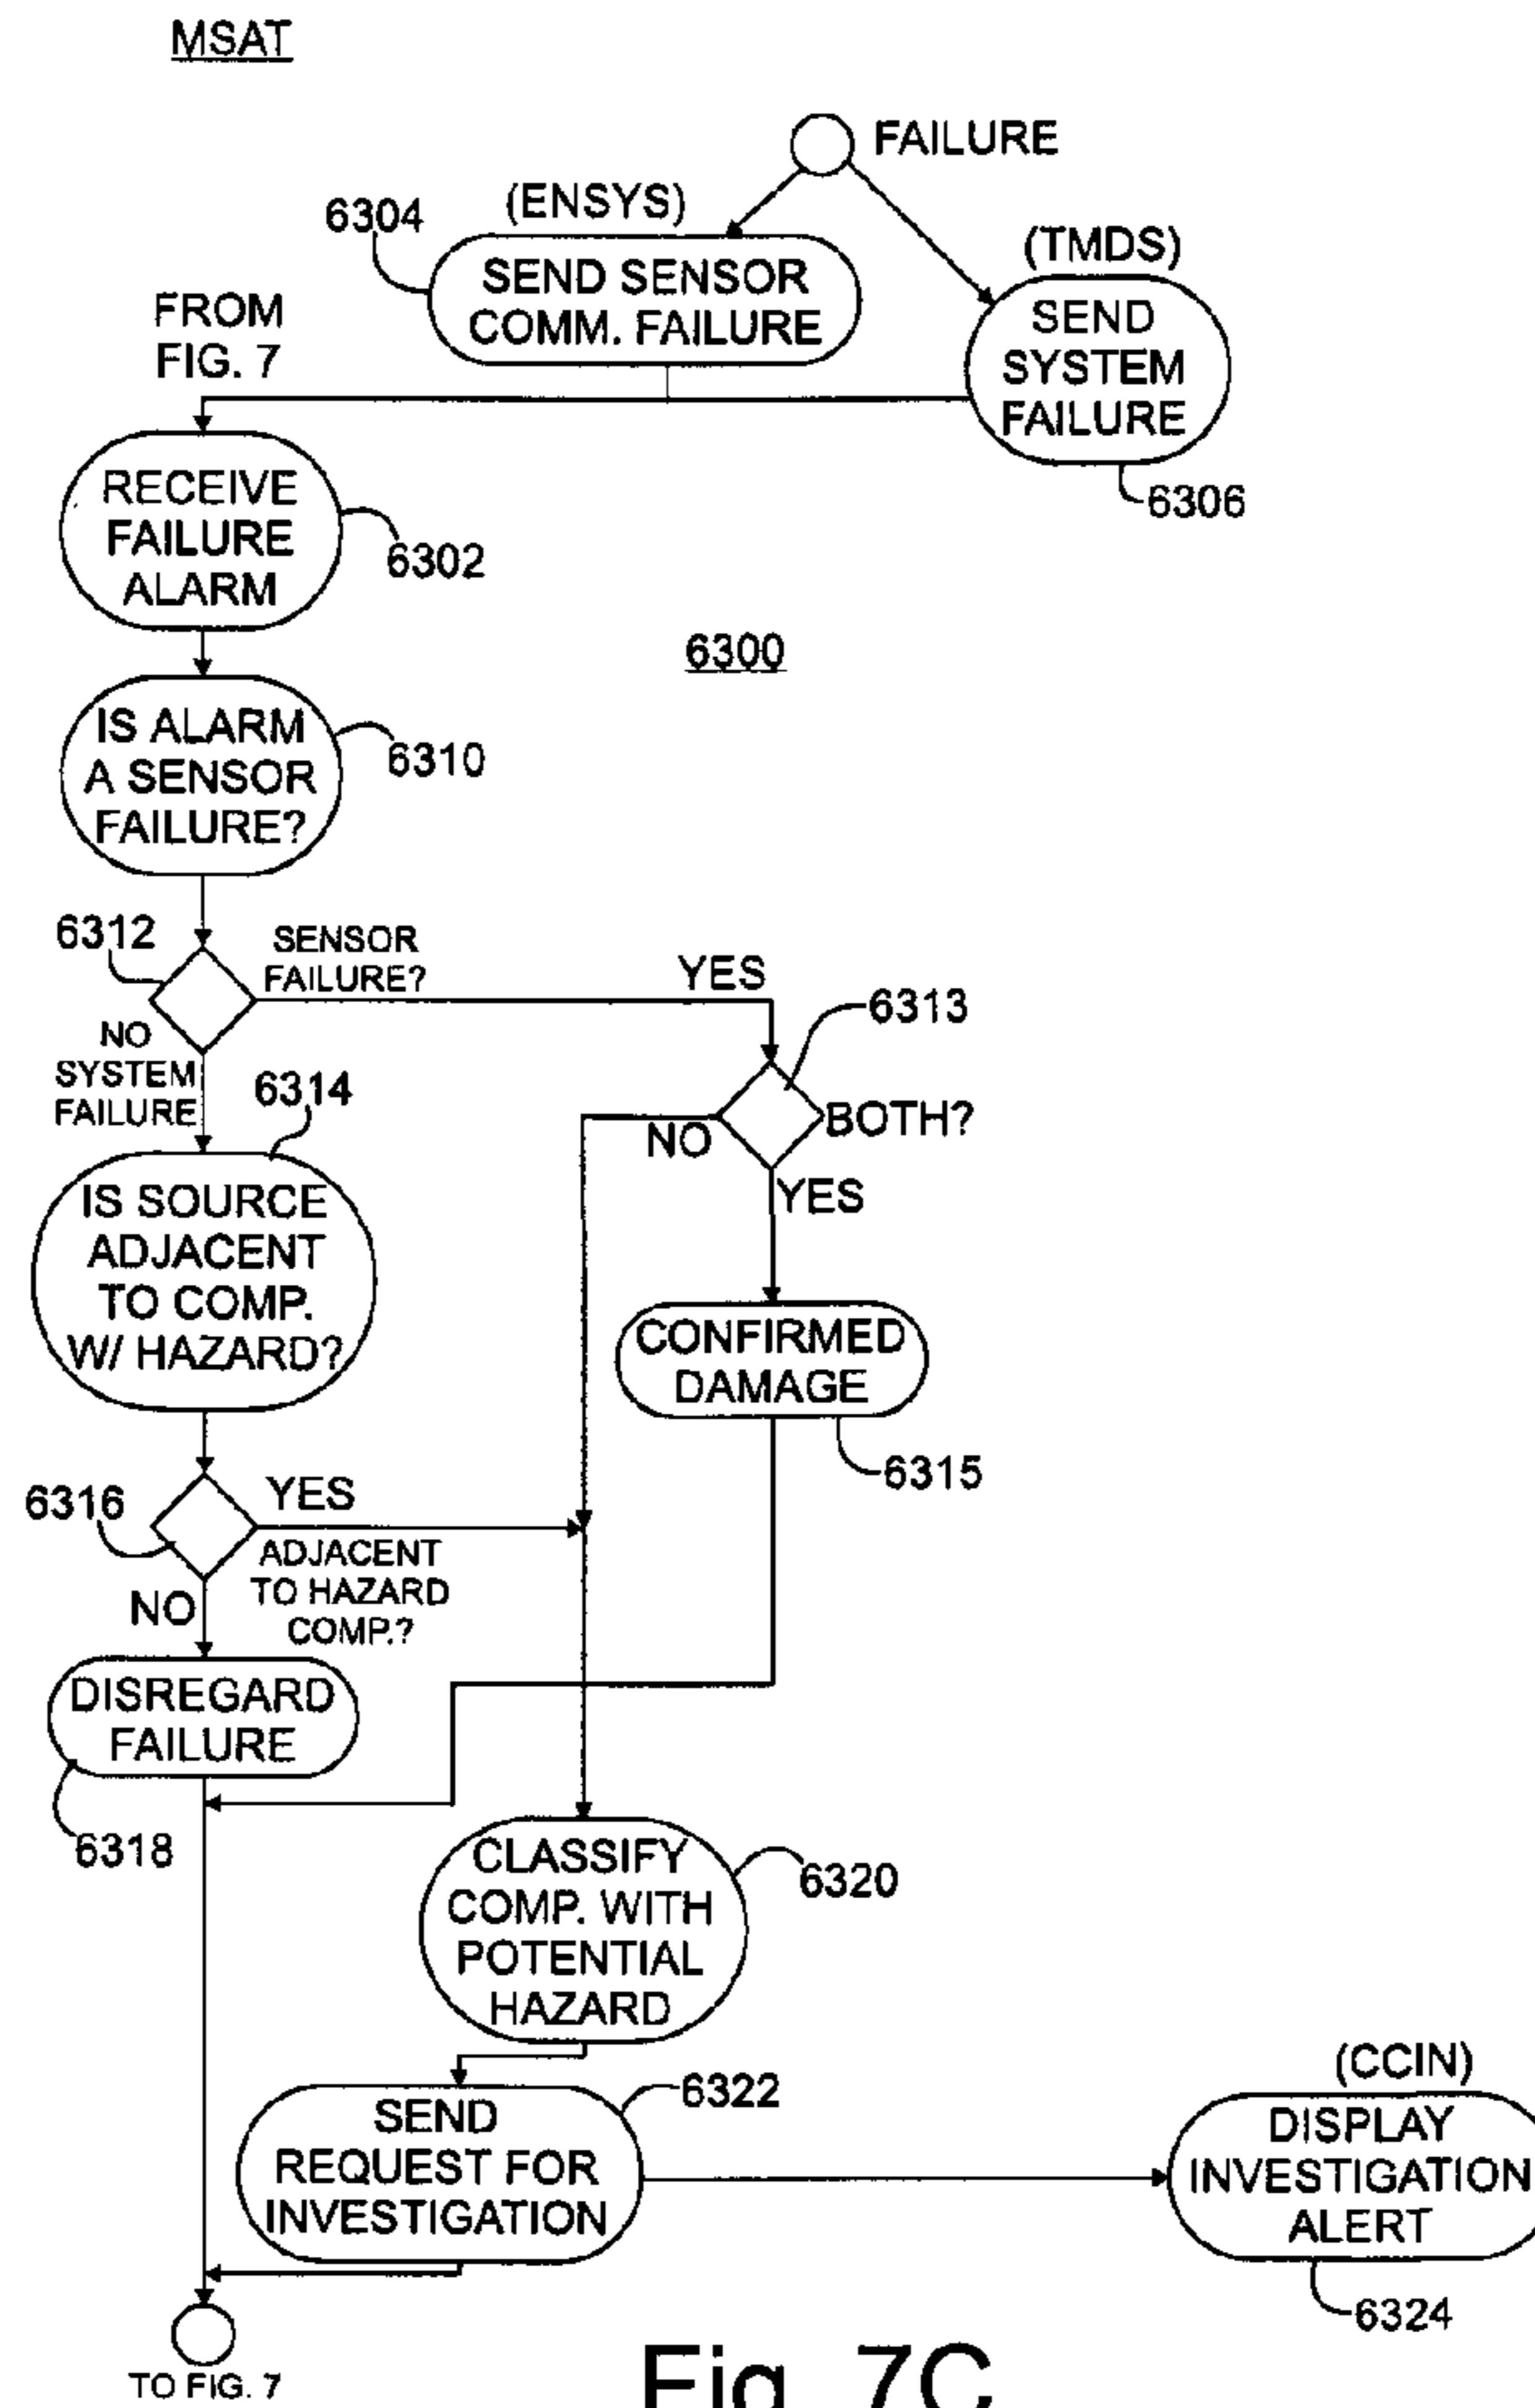 MSAT
FAILURE
(ENSYS)
6304
SEND SENSOR
COMM. FAILURE
(TMDS)
SEND
SYSTEM
FAILURE
6306
FROM
FIG. 7
RECEIVE
FAILURE
ALARM
6302
6300
IS ALARM
A SENSOR
FAILURE?
6310
6312
SENSOR
FAILURE?
YES
6313
NO
SYSTEM
FAILURE
6314
BOTH?
NO
YES
IS SOURCE
ADJACENT
TO COMP.
W/ HAZARD?
CONFIRMED
DAMAGE
6315
6316
YES
ADJACENT
TO HAZARD
COMP.?
NO
DISREGARD
FAILURE
6318
CLASSIFY
COMP. WITH
POTENTIAL
HAZARD
6320
SEND
REQUEST FOR
INVESTIGATION
6322
(CCIN)
DISPLAY
INVESTIGATION
ALERT
6324
TO FIG. 7
Fig. 7C